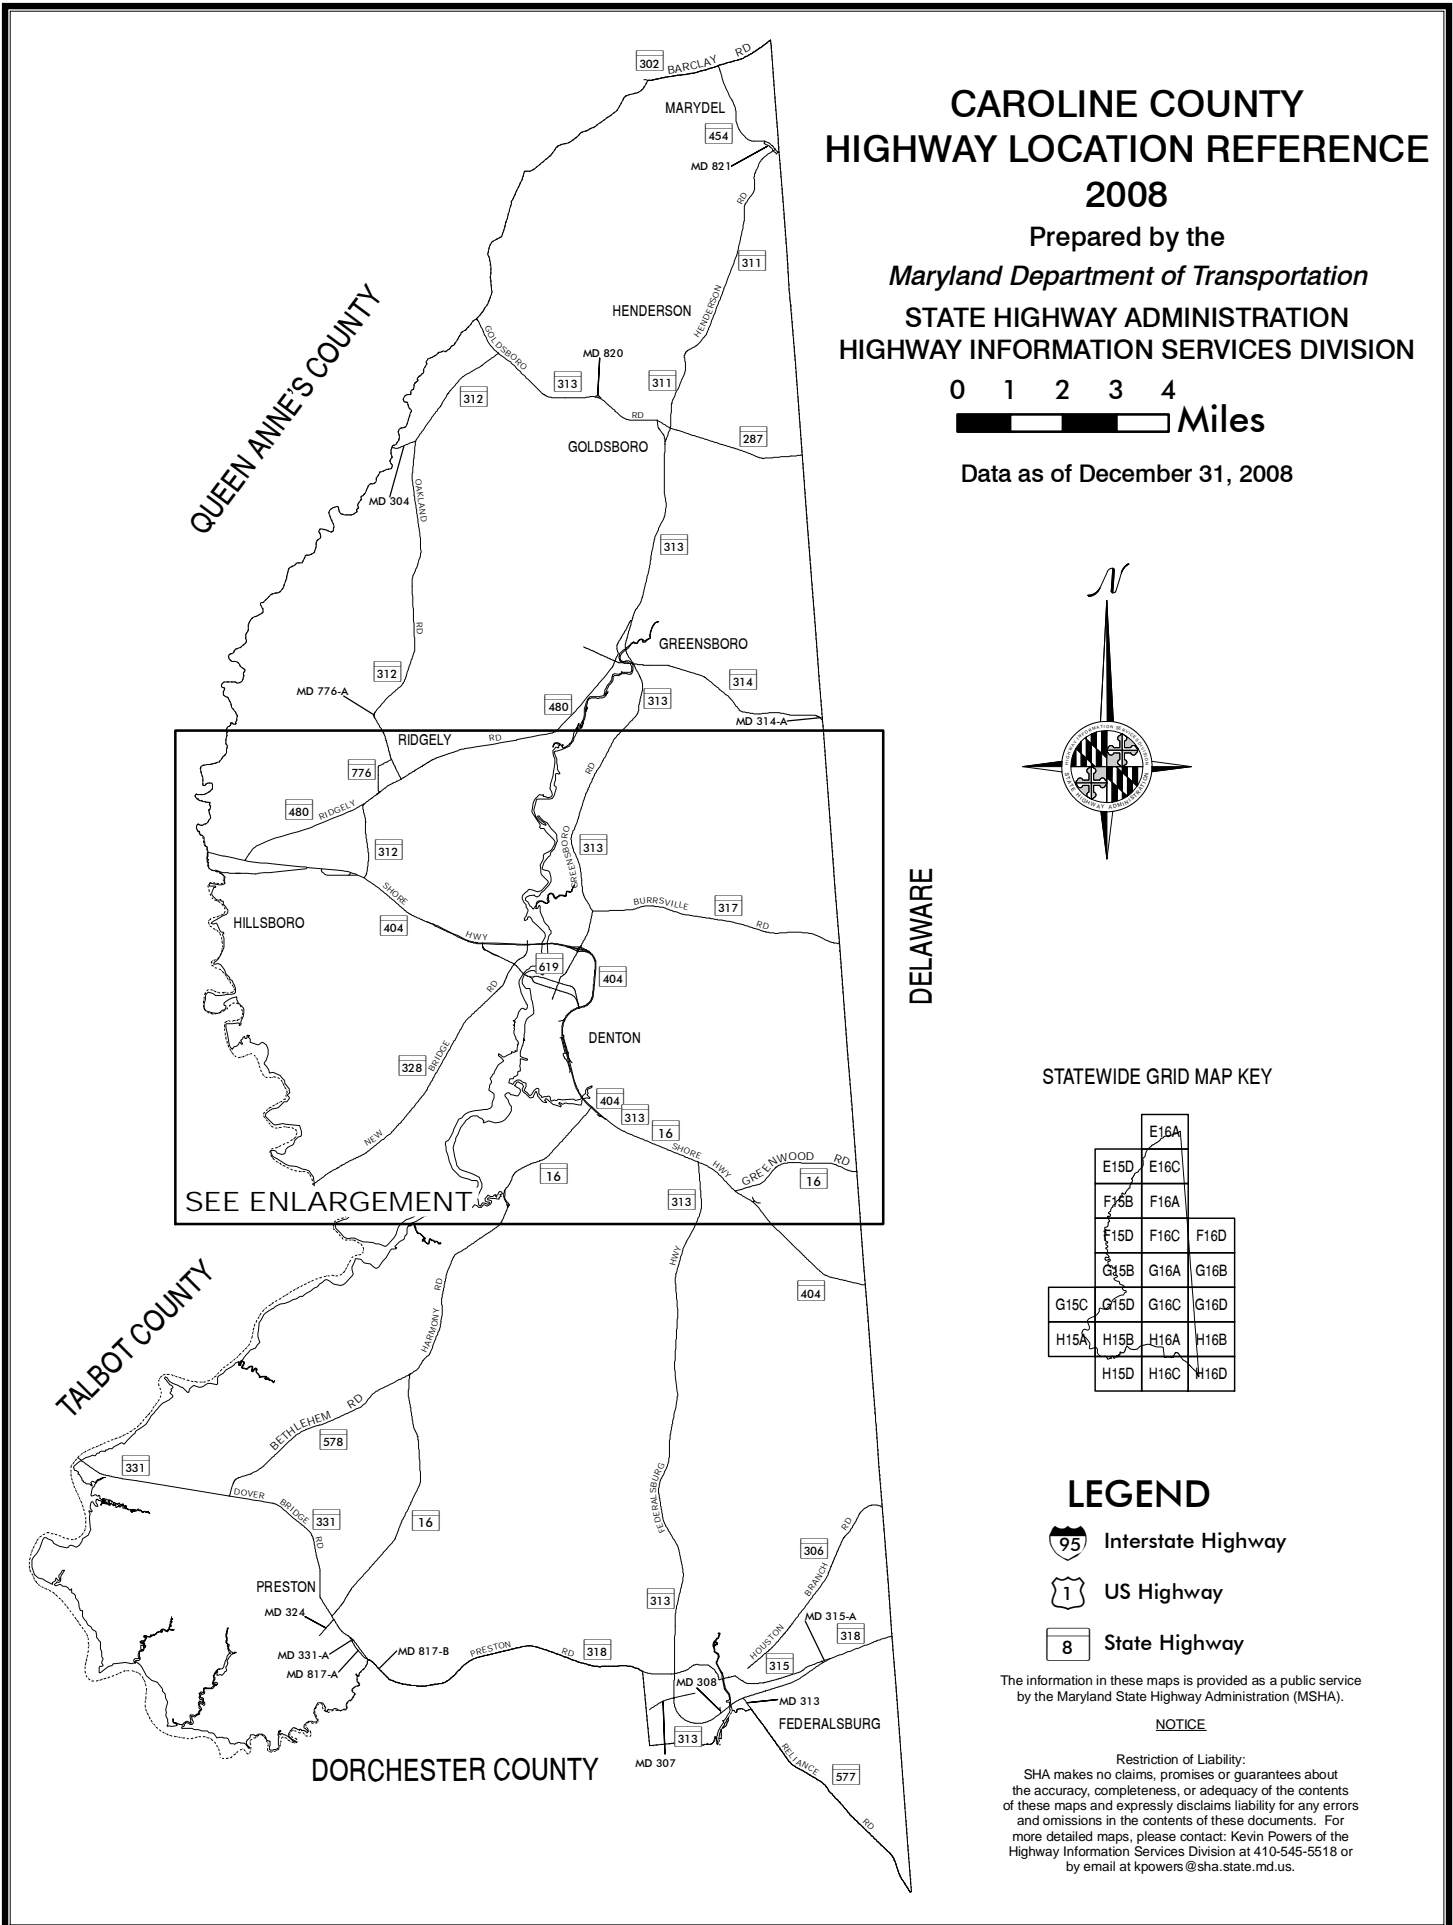 CAROLINE COUNTY
HIGHWAY LOCATION REFERENCE
2008
Prepared by the
Maryland Department of Transportation
STATE HIGHWAY ADMINISTRATION
HIGHWAY INFORMATION SERVICES DIVISION
0 1 2 3 4
Miles
Data as of December 31, 2008
N
HIGHWAY INFORMATION SERVICES DIVISION
STATE HIGHWAY ADMINISTRATION
302
BARCLAY RD
MARYDEL
454
MD 821
RD
311
HENDERSON
HENDERSON
QUEEN ANNE'S COUNTY
GOLDSBORO
MD 820
313
311
312
RD
287
GOLDSBORO
MD 304
OAKLAND
313
RD
GREENSBORO
312
314
MD 776-A
480
313
MD 314-A
RIDGELY
RD
776
RD
480
RIDGELY
312
GREENSBORO
313
SHORE
BURRSVILLE
317
RD
HILLSBORO
404
HWY
619
404
RD
DELAWARE
DENTON
328
BRIDGE
404
313
16
NEW
SHORE
HWY
GREENWOOD RD
16
16
313
SEE ENLARGEMENT
HWY
404
RD
HARMONY
TALBOT COUNTY
BETHLEHEM RD
578
331
DOVER
BRIDGE
331
RD
16
FEDERALSBURG
RD
306
BRANCH
PRESTON
313
MD 324
MD 315-A
318
HOUSTON
MD 331-A
MD 817-B
PRESTON
RD
318
315
MD 817-A
MD 308
MD 313
FEDERALSBURG
313
DORCHESTER COUNTY
MD 307
RELIANCE
577
RD
STATEWIDE GRID MAP KEY
E16A
E15D E16C
F15B F16A
F15D F16C F16D
G15B G16A G16B
G15C G15D G16C G16D
H15A H15B H16A H16B
H15D H16C H16D
LEGEND
95 Interstate Highway
1 US Highway
8 State Highway
The information in these maps is provided as a public service
by the Maryland State Highway Administration (MSHA).
NOTICE
Restriction of Liability:
SHA makes no claims, promises or guarantees about
the accuracy, completeness, or adequacy of the contents
of these maps and expressly disclaims liability for any errors
and omissions in the contents of these documents. For
more detailed maps, please contact: Kevin Powers of the
Highway Information Services Division at 410-545-5518 or
by email at kpowers@sha.state.md.us.